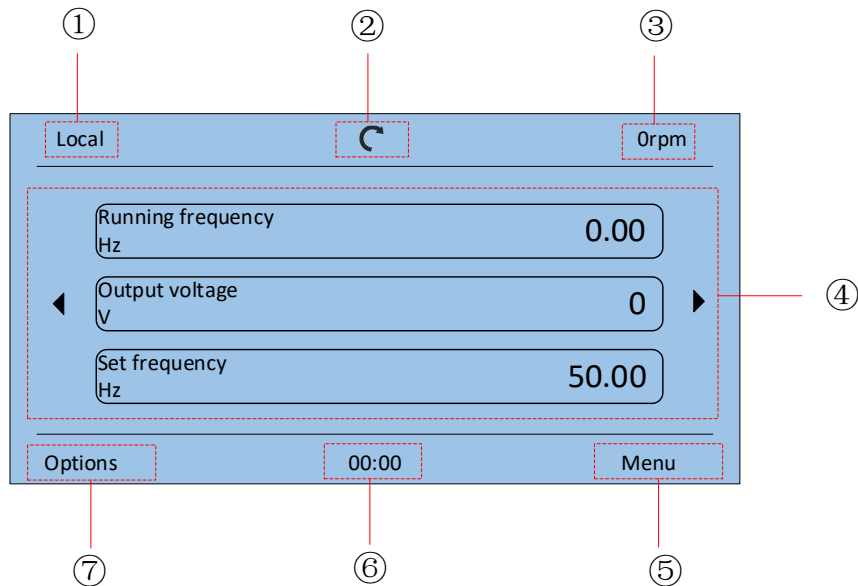 ① ② ③
Local 0rpm
Running frequency
Hz
0.00
Output voltage
V
0
④
Set frequency
Hz
50.00
Options 00:00 Menu
⑦ ⑥ ⑤